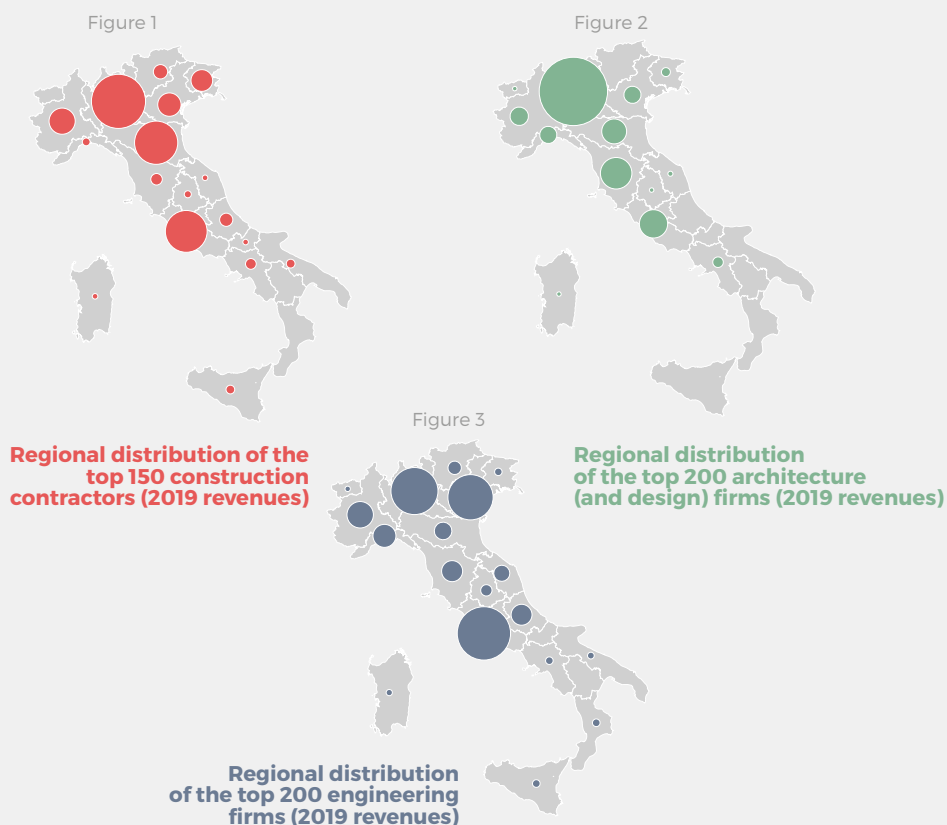 Figure 1
Figure 2
Regional distribution of the
top 150 construction
contractors (2019 revenues)
Regional distribution
of the top 200 architecture
(and design) firms (2019 revenues)
Figure 3
Regional distribution
of the top 200 engineering
firms (2019 revenues)